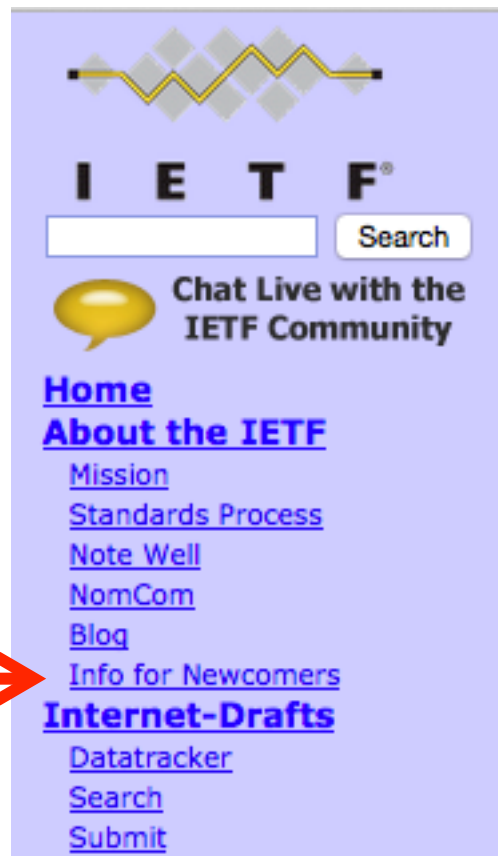 I E T F®
Search
Chat Live with the
IETF Community
Home
About the IETF
Mission
Standards Process
Note Well
NomCom
Blog
Info for Newcomers
Internet-Drafts
Datatracker
Search
Submit